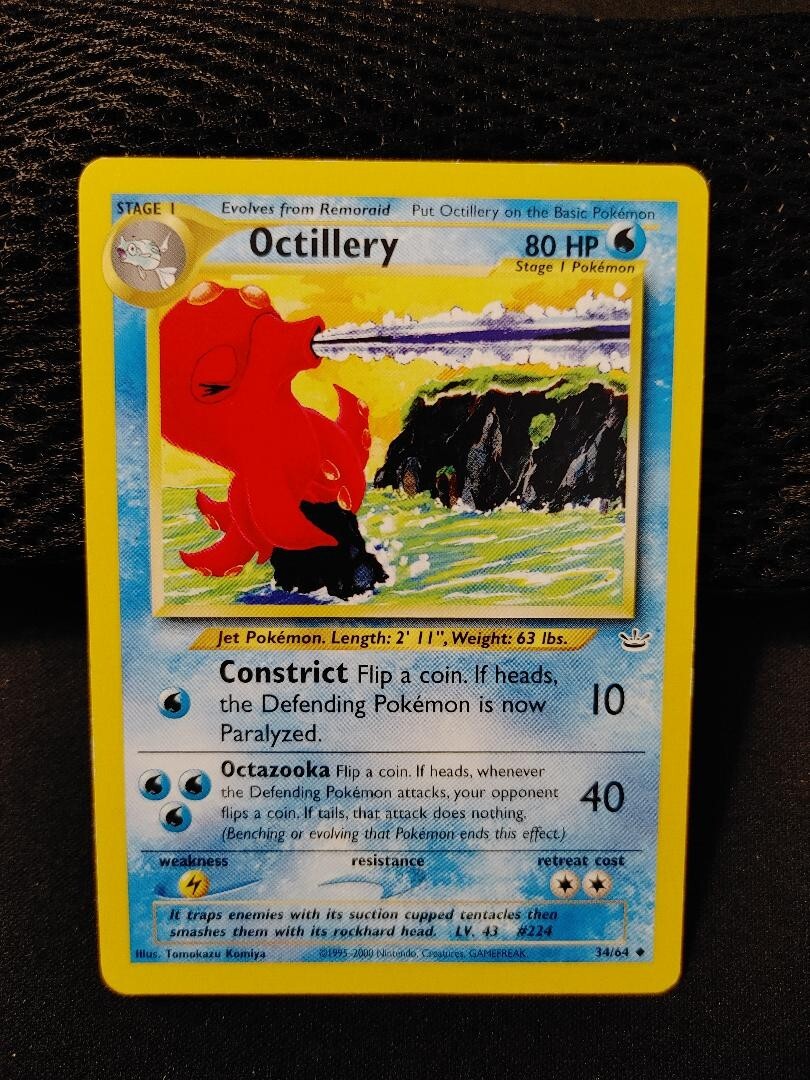 STAGE 1 Evolves from Remoraid Put Octillery on the Basic Pokémon
Octillery 80 HP
Stage 1 Pokémon
Jet Pokémon. Length: 2' 11", Weight: 63 lbs.
Constrict Flip a coin. If heads,
the Defending Pokémon is now
Paralyzed.
10
Octazooka Flip a coin. If heads, whenever
the Defending Pokémon attacks, your opponent
flips a coin. If tails, that attack does nothing.
(Benching or evolving that Pokémon ends this effect.)
40
weakness resistance retreat cost
It traps enemies with its suction cupped tentacles then
smashes them with its rockhard head. LV. 43 #224
Illus. Tomokazu Komiya ©1995-2000 Nintendo, Creatures, GAMEFREAK. 34/64